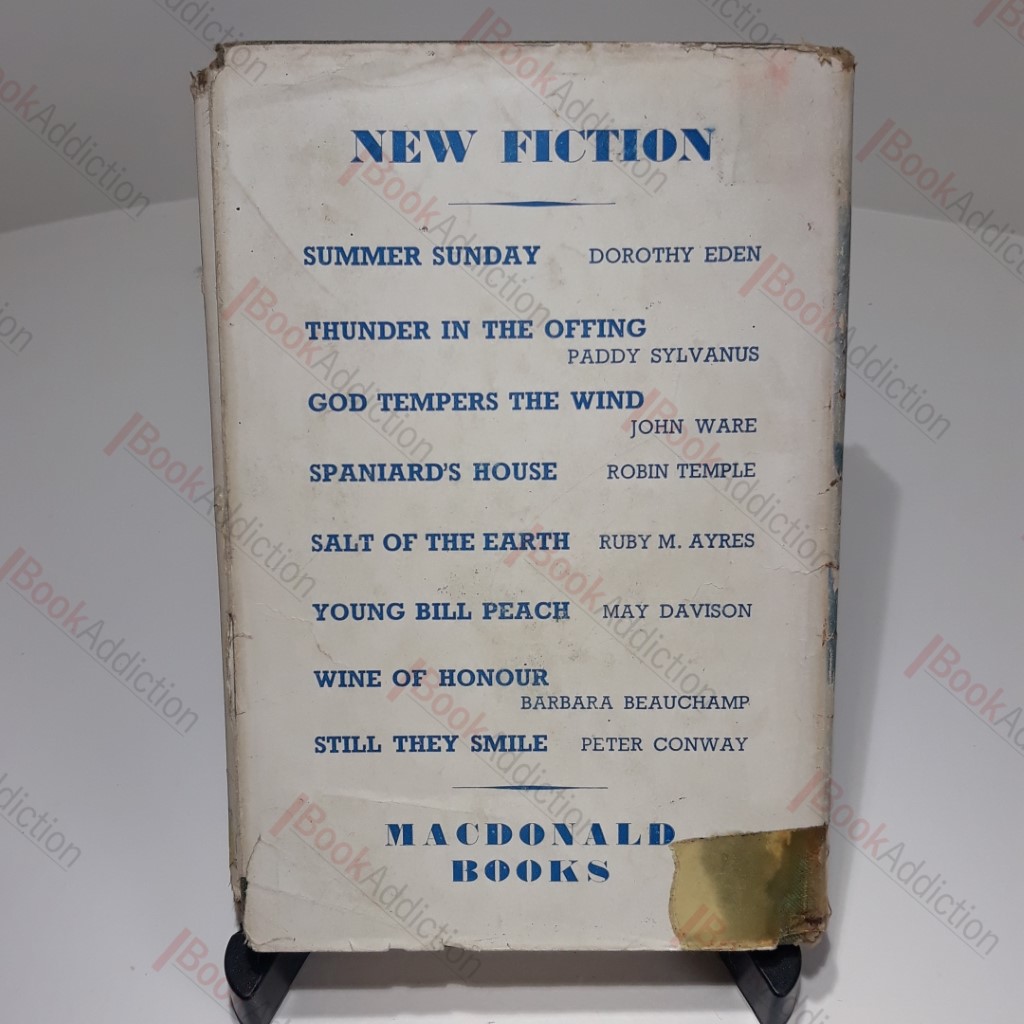 NEW FICTION
SUMMER SUNDAY DOROTHY EDEN
THUNDER IN THE OFFING
PADDY SYLVANUS
GOD TEMPERS THE WIND
JOHN WARE
SPANIARD'S HOUSE ROBIN TEMPLE
SALT OF THE EARTH RUBY M. AYRES
YOUNG BILL PEACH MAY DAVISON
WINE OF HONOUR
BARBARA BEAUCHAMP
STILL THEY SMILE PETER CONWAY
MACDONALD
BOOKS
BookAddiction